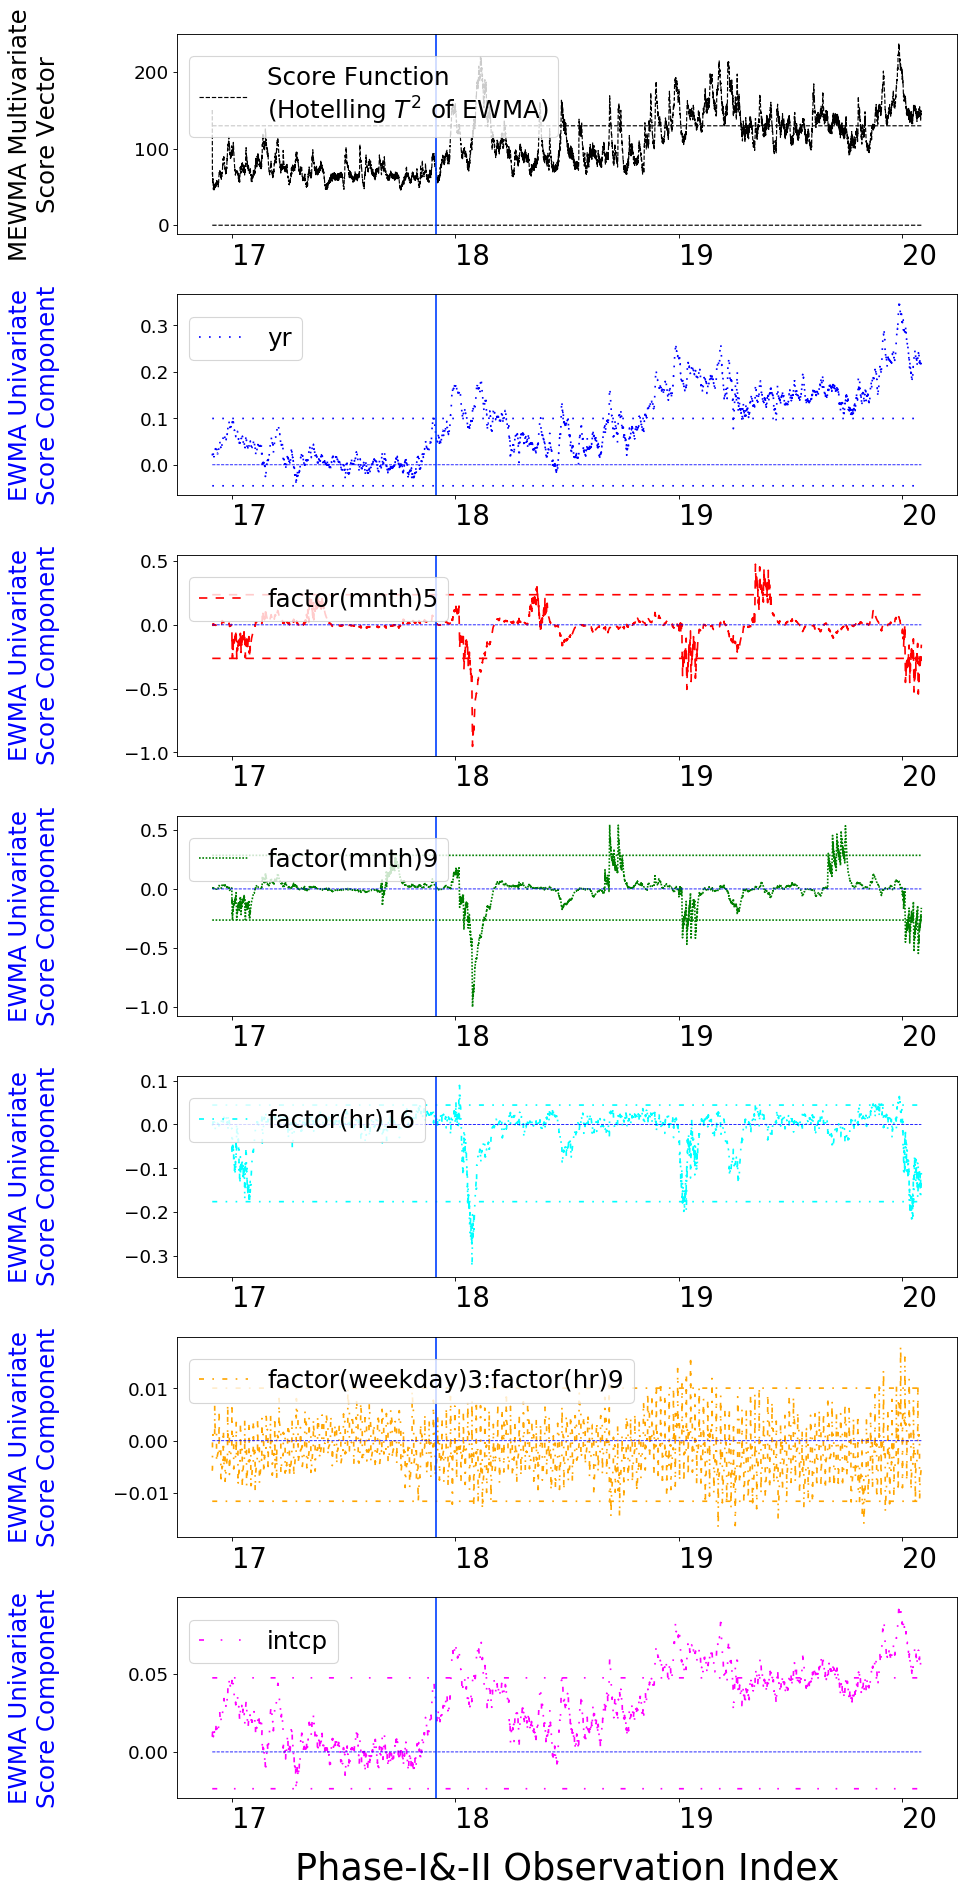 MEWMA Multivariate
Score Vector
200
100
0
Score Function
(Hotelling T² of EWMA)
17 18 19 20
EWMA Univariate
Score Component
0.3
0.2
0.1
0.0
yr
17 18 19 20
EWMA Univariate
Score Component
0.5
0.0
−0.5
−1.0
factor(mnth)5
17 18 19 20
EWMA Univariate
Score Component
0.5
0.0
−0.5
−1.0
factor(mnth)9
17 18 19 20
EWMA Univariate
Score Component
0.1
0.0
−0.1
−0.2
−0.3
factor(hr)16
17 18 19 20
EWMA Univariate
Score Component
0.01
0.00
−0.01
factor(weekday)3:factor(hr)9
17 18 19 20
EWMA Univariate
Score Component
0.05
0.00
intcp
17 18 19 20
Phase-I&-II Observation Index